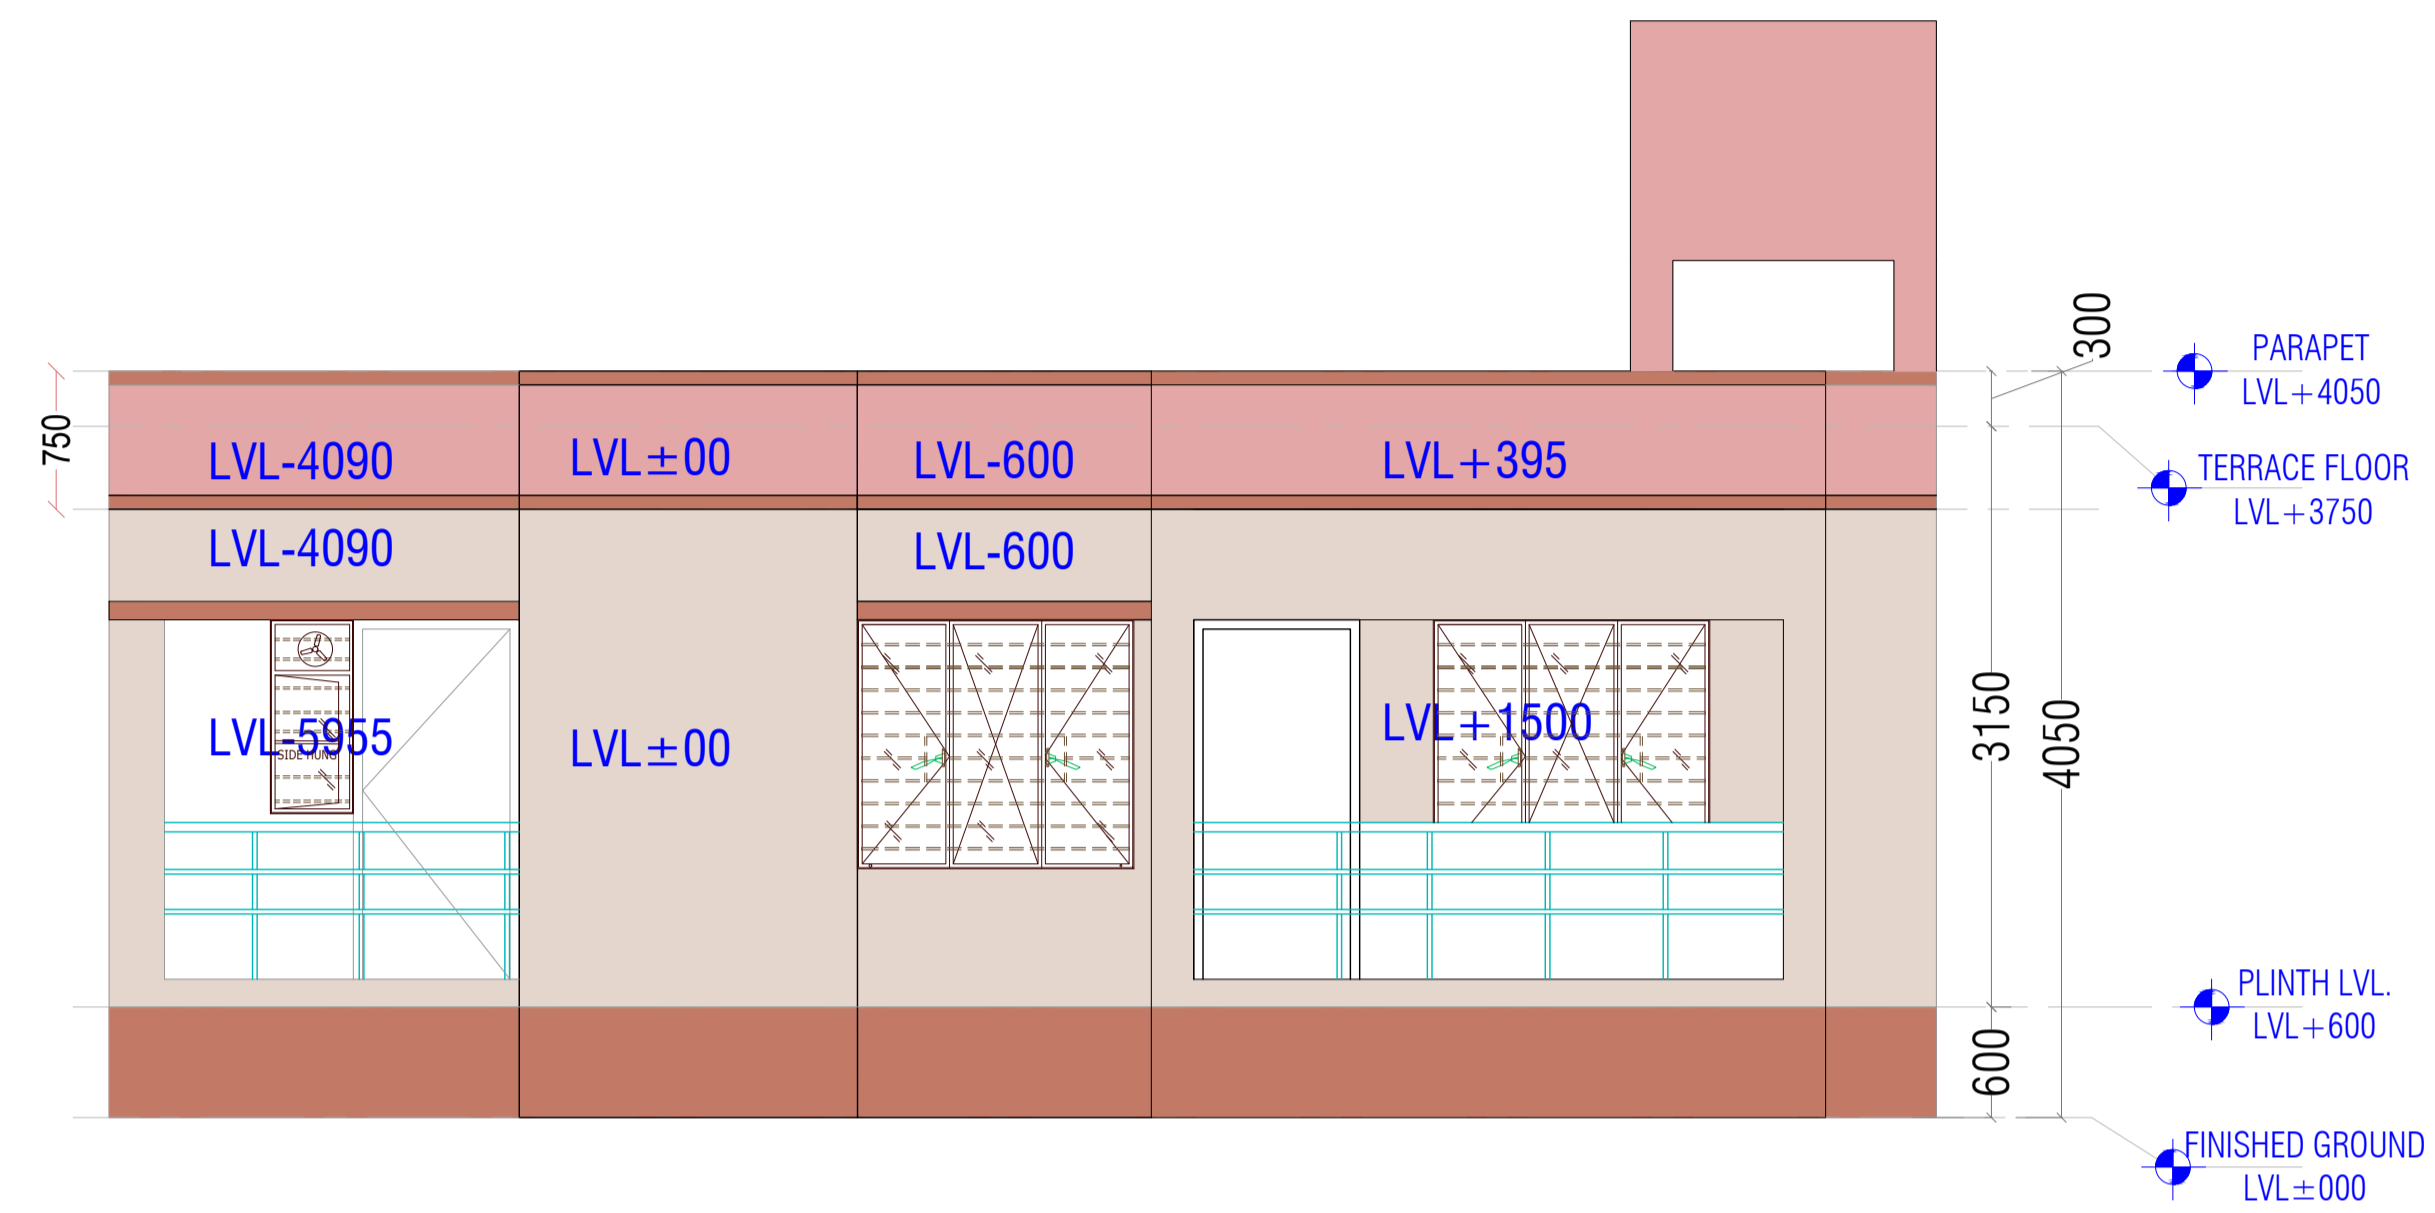 300
PARAPET
LVL+4050
750
LVL-4090
LVL±00
LVL-600
LVL+395
TERRACE FLOOR
LVL+3750
LVL-4090
LVL-600
LVL-5955
SIDE HUNG
LVL±00
LVL+1500
3150
4050
PLINTH LVL.
LVL+600
600
FINISHED GROUND
LVL±000